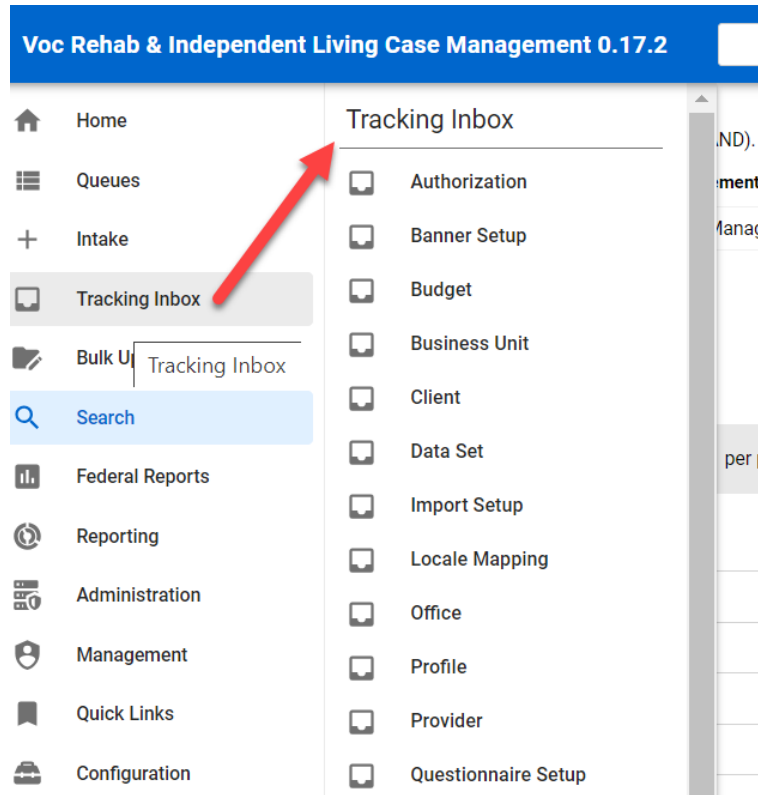 Voc Rehab & Independent Living Case Management 0.17.2
Home
Queues
Intake
Tracking Inbox
Bulk
Tracking Inbox
Search
Federal Reports
Reporting
Administration
Management
Quick Links
Configuration
Tracking Inbox
Authorization
Banner Setup
Budget
Business Unit
Client
Data Set
Import Setup
Locale Mapping
Office
Profile
Provider
Questionnaire Setup
per